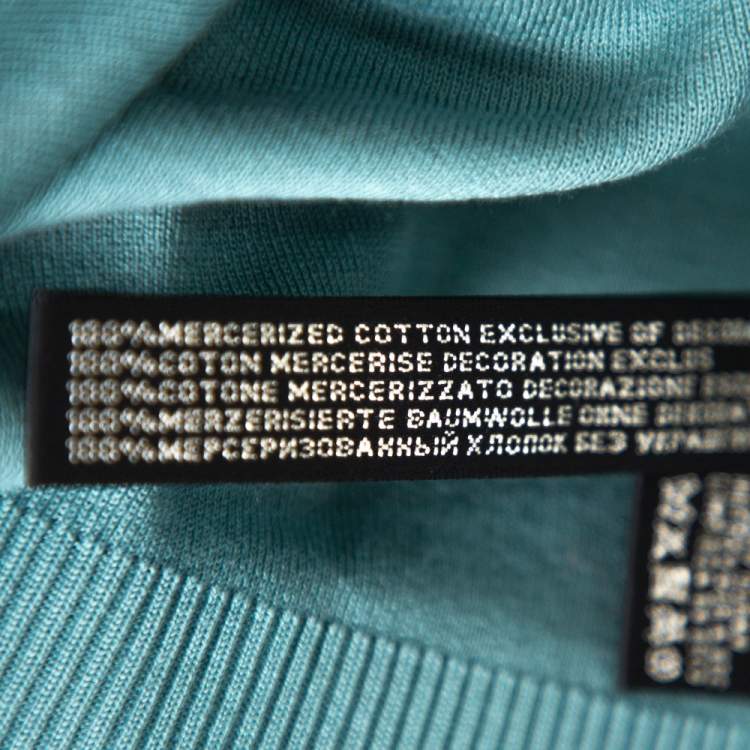 100% MERCERIZED COTTON EXCLUSIVE OF
100% COTON MERCERISE DECORATION EXCLUS
100% COTONE MERCERIZZATO DECORAZIONE
100% MERZERISIERTE BAUMWOLLE OHNE
100% МЕРСЕРИЗОВАННЫЙ ХЛОПОК БЕЗ